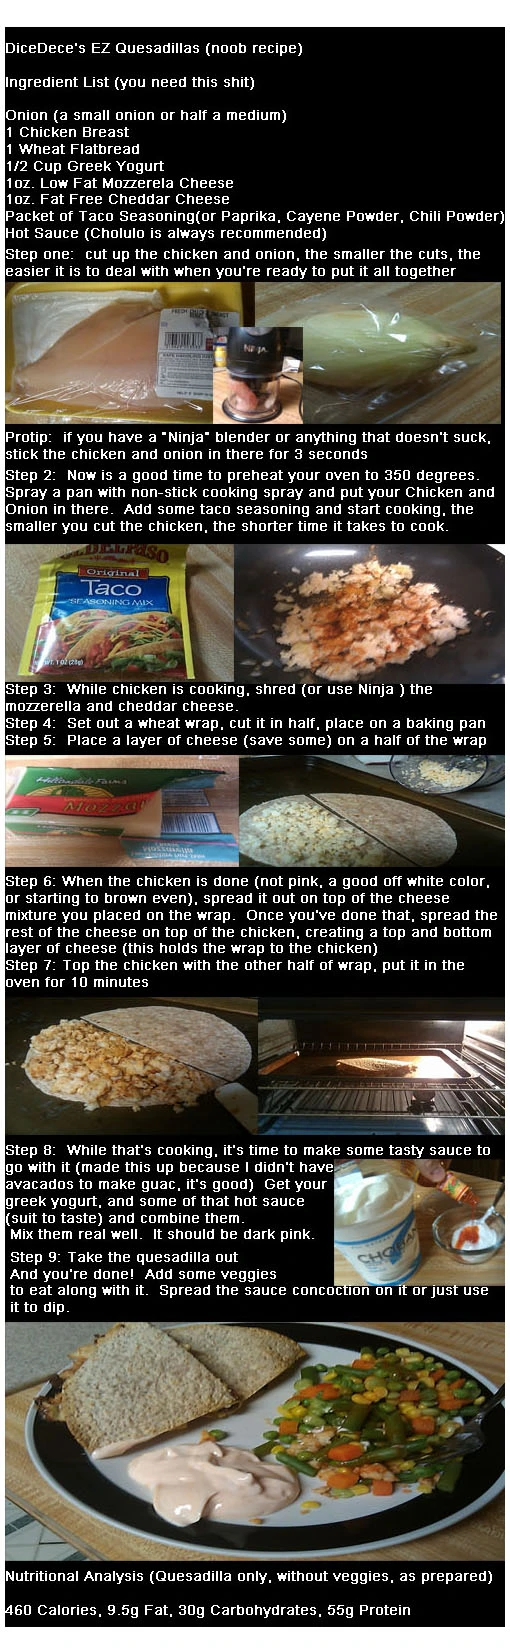 DiceDece's EZ Quesadillas (noob recipe)
Ingredient List (you need this shit)
Onion (a small onion or half a medium)
1 Chicken Breast
1 Wheat Flatbread
1/2 Cup Greek Yogurt
1oz. Low Fat Mozzerela Cheese
1oz. Fat Free Cheddar Cheese
Packet of Taco Seasoning(or Paprika, Cayene Powder, Chili Powder)
Hot Sauce (Cholulo is always recommended)
Step one:  cut up the chicken and onion, the smaller the cuts, the
easier it is to deal with when you're ready to put it all together
NINJA
Protip:  if you have a "Ninja" blender or anything that doesn't suck,
stick the chicken and onion in there for 3 seconds
Step 2:  Now is a good time to preheat your oven to 350 degrees.
Spray a pan with non-stick cooking spray and put your Chicken and
Onion in there.  Add some taco seasoning and start cooking, the
smaller you cut the chicken, the shorter time it takes to cook.
Original
Taco
SEASONING MIX
Step 3:  While chicken is cooking, shred (or use Ninja ) the
mozzerella and cheddar cheese.
Step 4:  Set out a wheat wrap, cut it in half, place on a baking pan
Step 5:  Place a layer of cheese (save some) on a half of the wrap
Step 6: When the chicken is done (not pink, a good off white color,
or starting to brown even), spread it out on top of the cheese
mixture you placed on the wrap.  Once you've done that, spread the
rest of the cheese on top of the chicken, creating a top and bottom
layer of cheese (this holds the wrap to the chicken)
Step 7: Top the chicken with the other half of wrap, put it in the
oven for 10 minutes
Step 8:  While that's cooking, it's time to make some tasty sauce to
go with it (made this up because I didn't have
avacados to make guac, it's good)  Get your
greek yogurt, and some of that hot sauce
(suit to taste) and combine them.
Mix them real well.  It should be dark pink.
CHOBANI
Step 9: Take the quesadilla out
And you're done!  Add some veggies
to eat along with it.  Spread the sauce concoction on it or just use
it to dip.
Nutritional Analysis (Quesadilla only, without veggies, as prepared)
460 Calories, 9.5g Fat, 30g Carbohydrates, 55g Protein